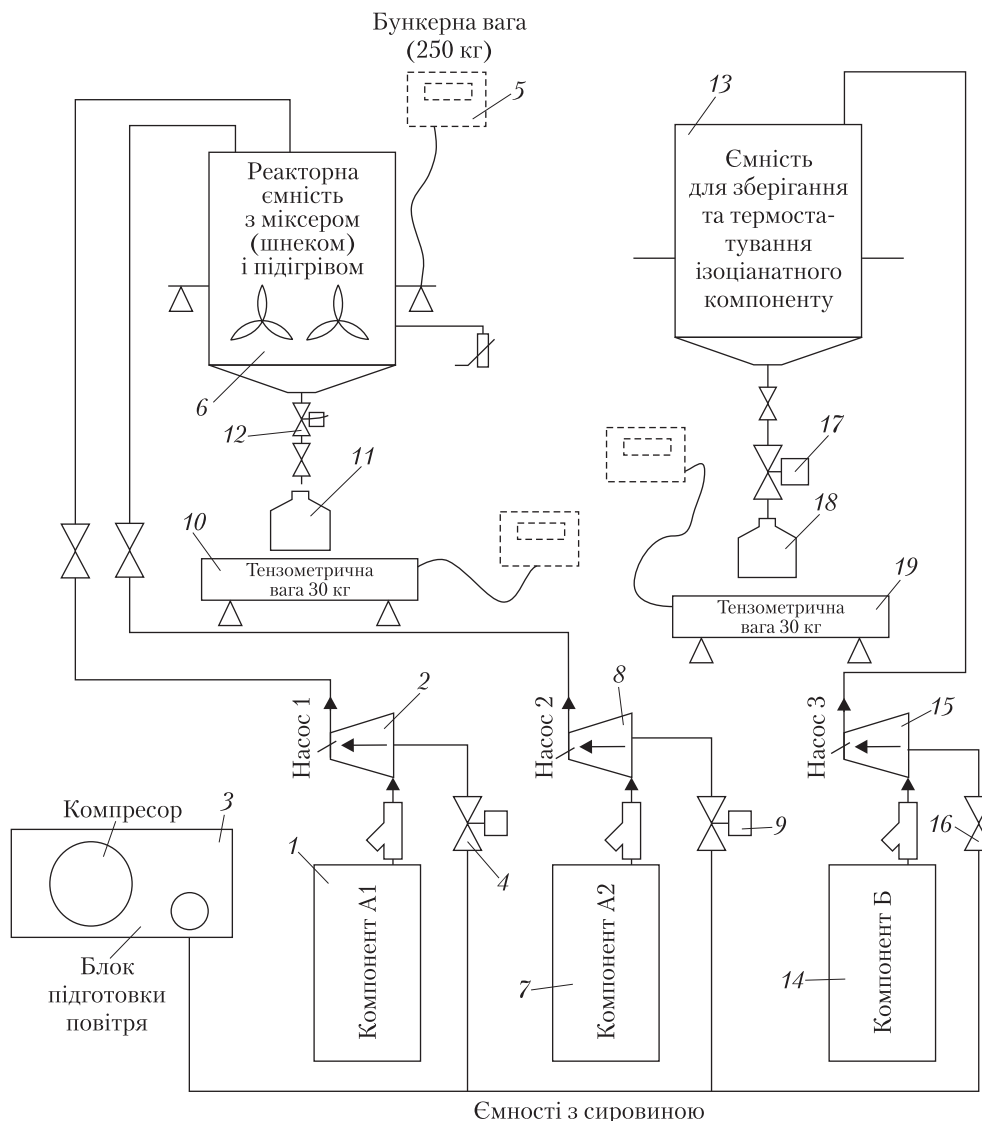 Бункерна вага
(250 кг)
5
13
Реакторна
ємність
з міксером
(шнеком)
і підігрівом
Ємність
для зберігання
та термоста-
тування
ізоціанатного
компоненту
6
12
11
17
18
10
Тензометрична
вага 30 кг
19
Тензометрична
вага 30 кг
Насос 1
2
Насос 2
8
Насос 3
15
Компресор
3
1
4
9
16
Компонент А1
7
Компонент А2
14
Компонент Б
Блок
підготовки
повітря
Ємності з сировиною